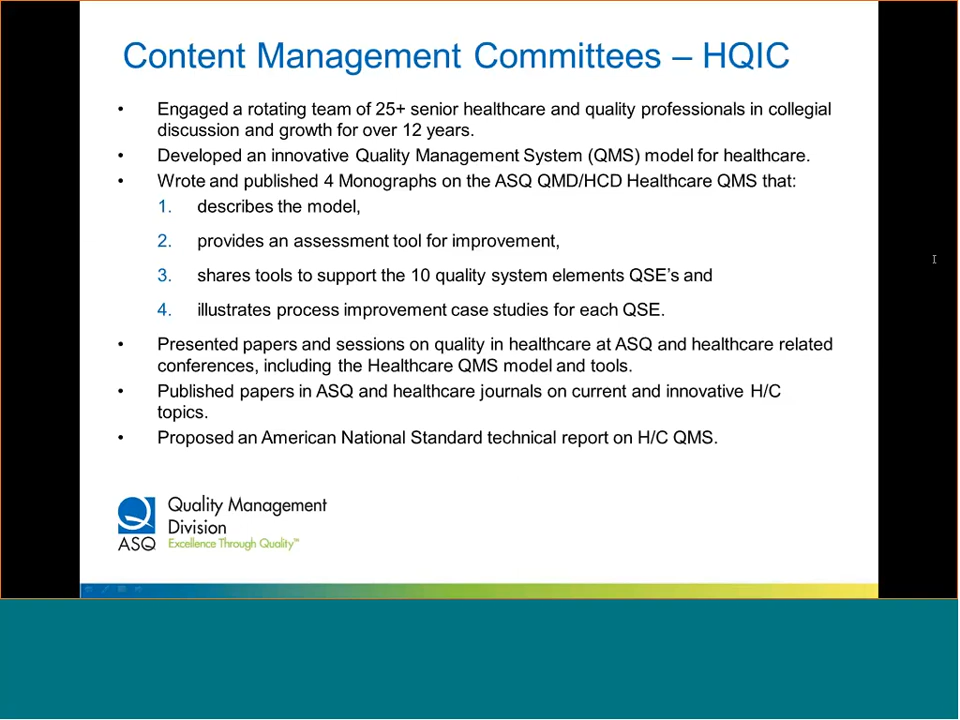 Content Management Committees – HQIC
• Engaged a rotating team of 25+ senior healthcare and quality professionals in collegial
discussion and growth for over 12 years.
• Developed an innovative Quality Management System (QMS) model for healthcare.
• Wrote and published 4 Monographs on the ASQ QMD/HCD Healthcare QMS that:
1. describes the model,
2. provides an assessment tool for improvement,
3. shares tools to support the 10 quality system elements QSE's and
4. illustrates process improvement case studies for each QSE.
• Presented papers and sessions on quality in healthcare at ASQ and healthcare related
conferences, including the Healthcare QMS model and tools.
• Published papers in ASQ and healthcare journals on current and innovative H/C
topics.
• Proposed an American National Standard technical report on H/C QMS.
Quality Management
Division
ASQ Excellence Through Quality™